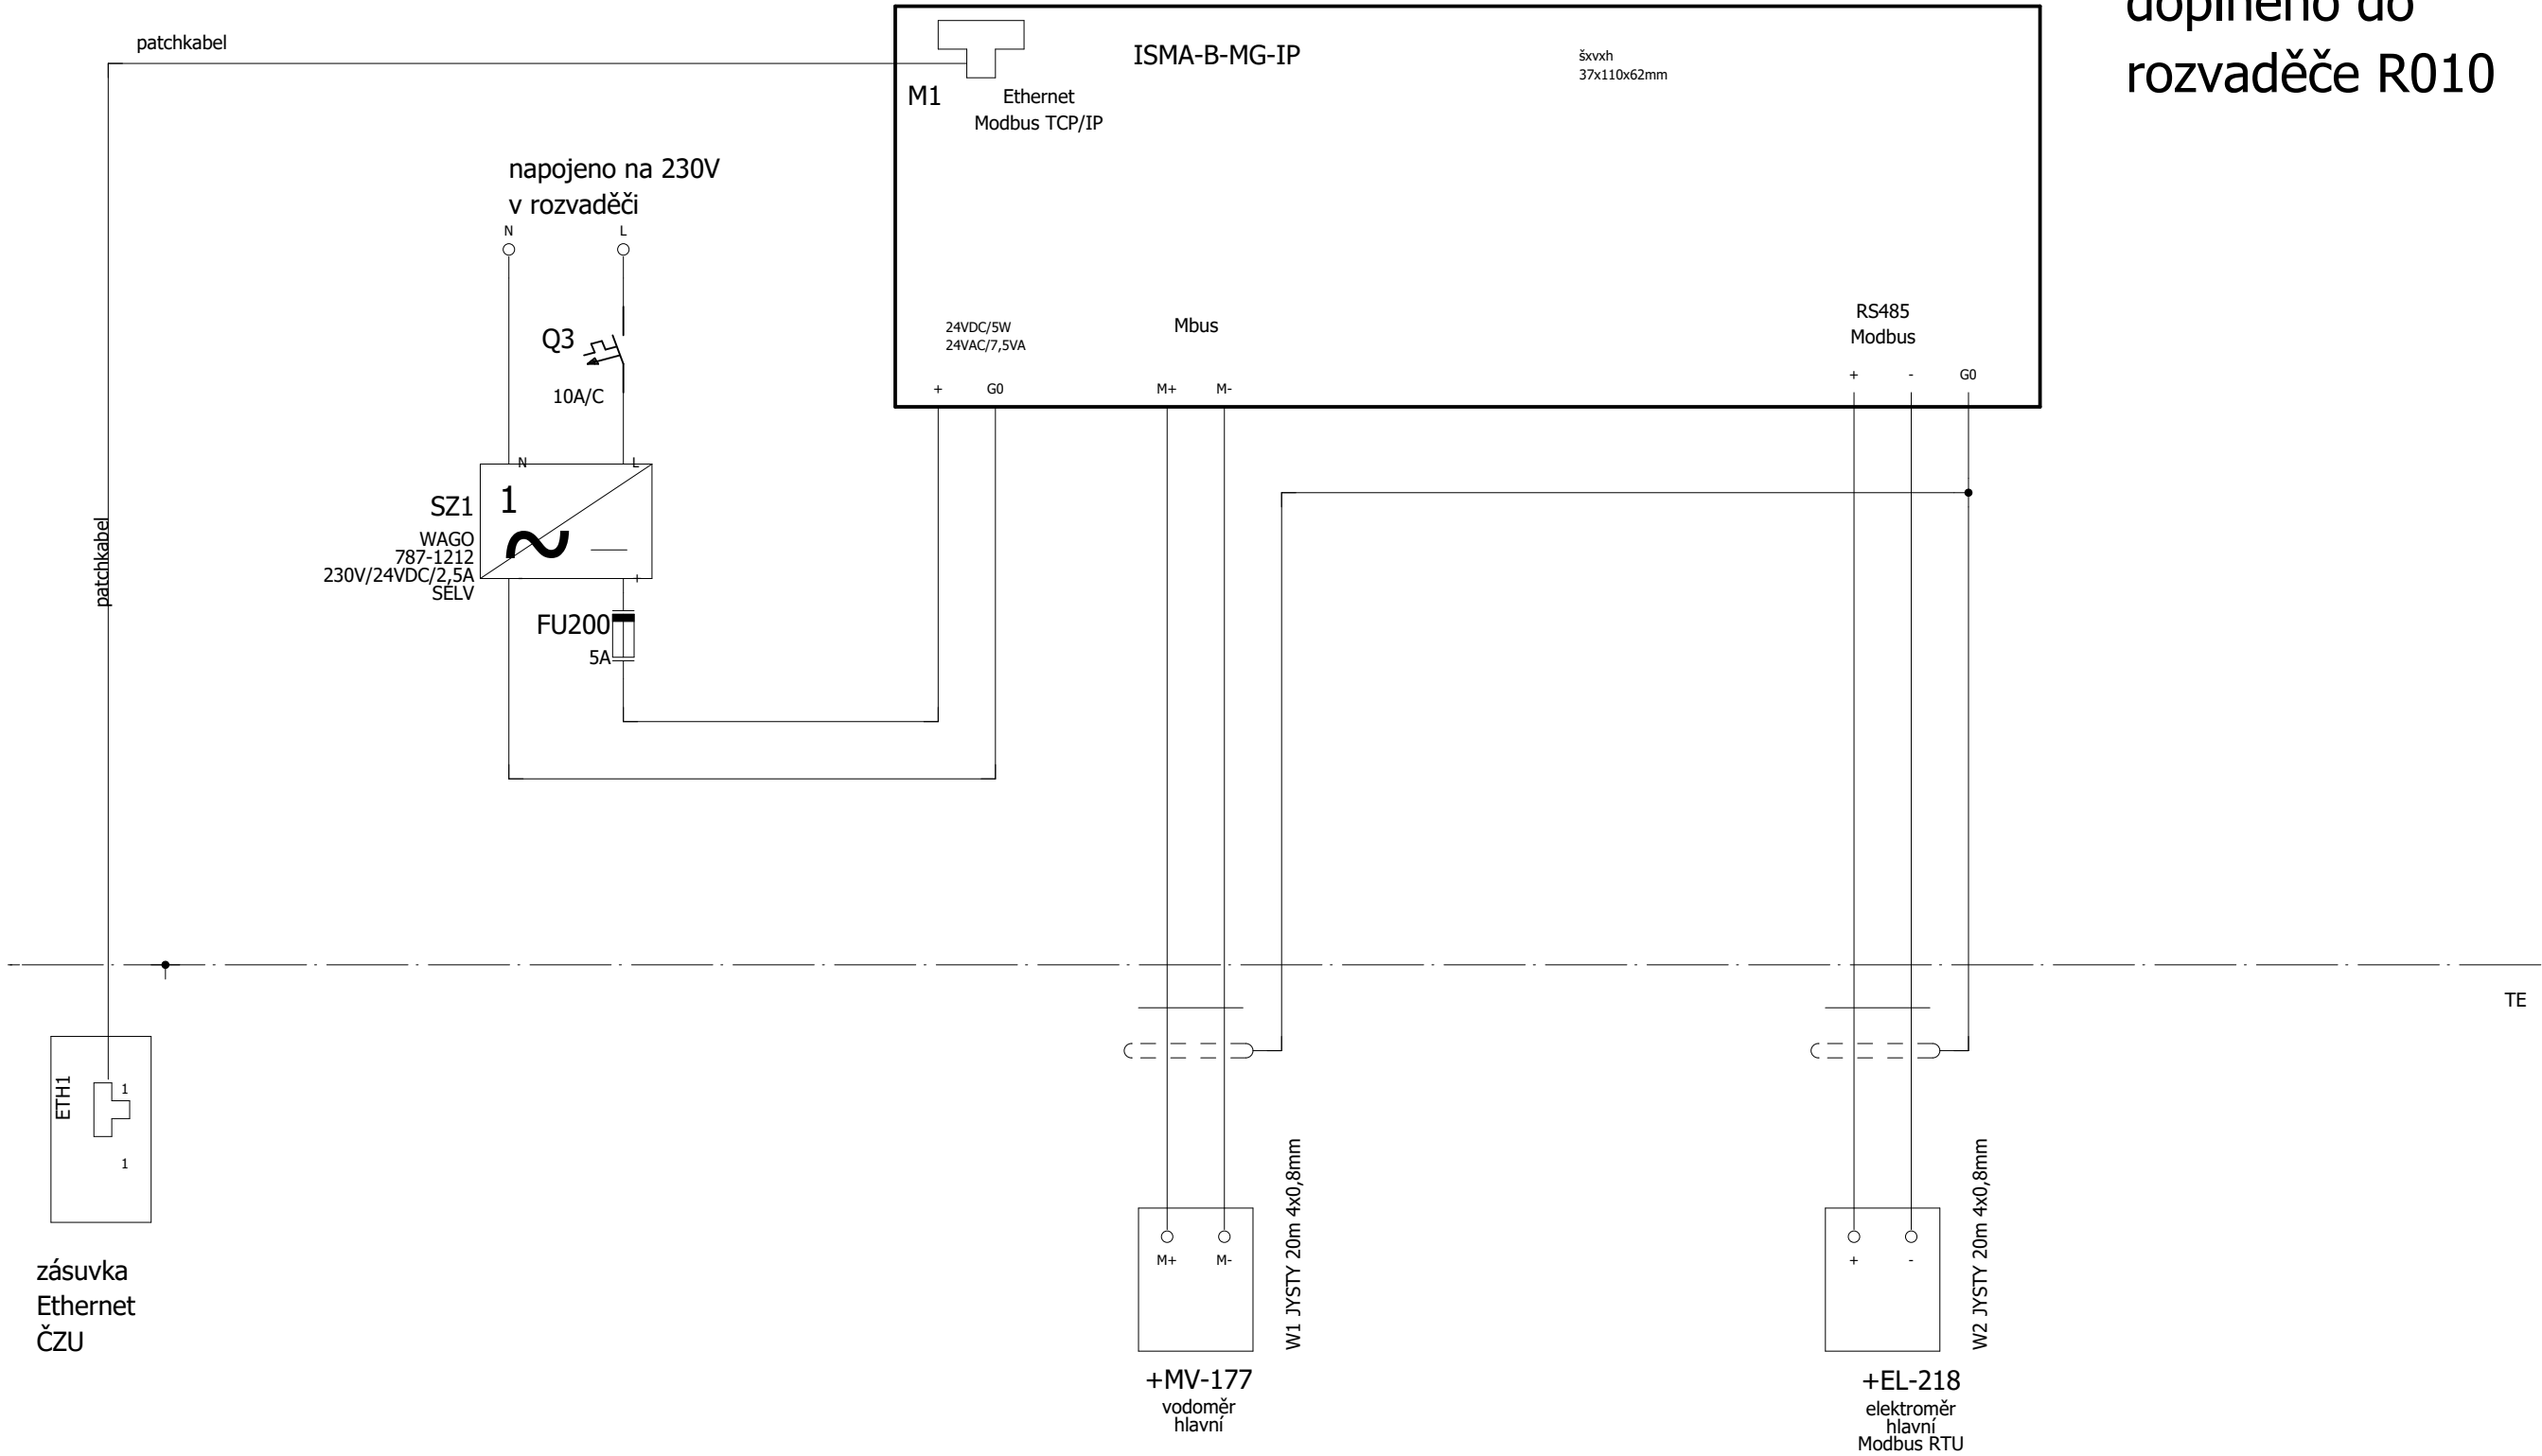 doplněno do
rozvaděče R010
patchkabel
ISMA-B-MG-IP
šxvxh
37x110x62mm
M1
Ethernet
Modbus TCP/IP
napojeno na 230V
v rozvaděči
N
L
Q3
10A/C
24VDC/5W
24VAC/7,5VA
Mbus
RS485
Modbus
+
G0
M+
M-
+
-
G0
N
L
SZ1
1
WAGO
787-1212
230V/24VDC/2,5A
SELV
-
+
patchkabel
FU200
5A
TE
ETH1
1
1
zásuvka
Ethernet
ČZU
M+
M-
W1 JYSTY 20m 4x0,8mm
+MV-177
vodoměr
hlavní
+
-
W2 JYSTY 20m 4x0,8mm
+EL-218
elektroměr
hlavní
Modbus RTU